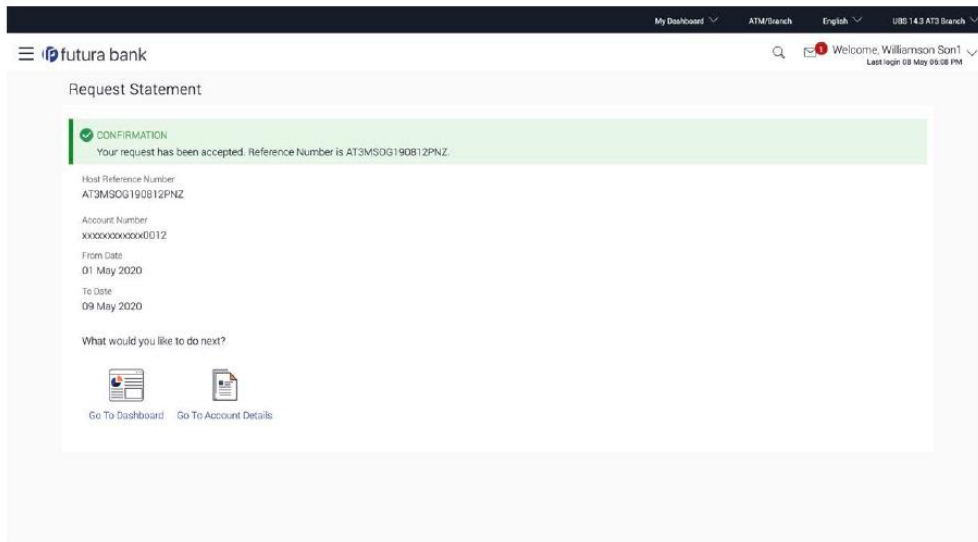 My Dashboard ATM/Branch English UBS 14.3 AT3 Branch
futura bank
1 Welcome, Williamson Son1
Last login 08 May 06:08 PM
Request Statement
CONFIRMATION
Your request has been accepted. Reference Number is AT3MSOG190812PNZ.
Host Reference Number
AT3MSOG190812PNZ
Account Number
xxxxxxxxxxxx0012
From Date
01 May 2020
To Date
09 May 2020
What would you like to do next?
Go To Dashboard Go To Account Details